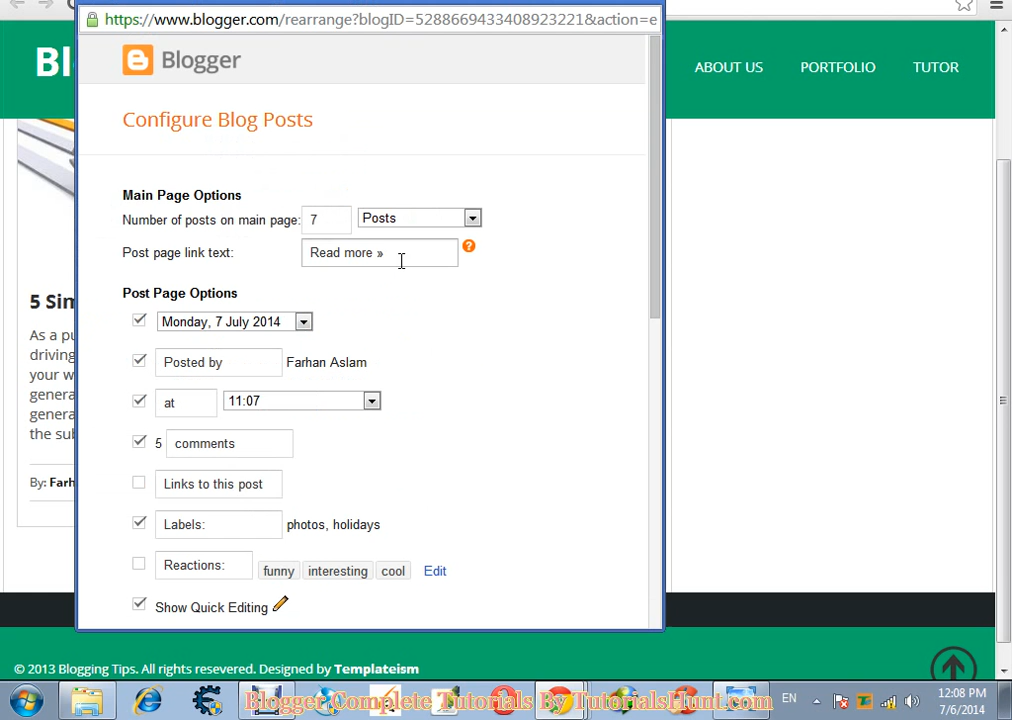 https://www.blogger.com/rearrange?blogID=5288669433408923221&action=e
Bl
ABOUT US
PORTFOLIO
TUTOR
Blogger
Configure Blog Posts
Main Page Options
Number of posts on main page: 7 Posts
Post page link text: Read more » ?
Post Page Options
Monday, 7 July 2014
Posted by Farhan Aslam
at 11:07
5 comments
Links to this post
Labels: photos, holidays
Reactions: funny interesting cool Edit
Show Quick Editing
5 Sim
As a pu
driving
your w
genera
genera
the sub
By: Farh
© 2013 Blogging Tips. All rights resevered. Designed by Templateism
Blogger Complete Tutorials By TutorialsHunt.com
EN
12:08 PM
7/6/2014